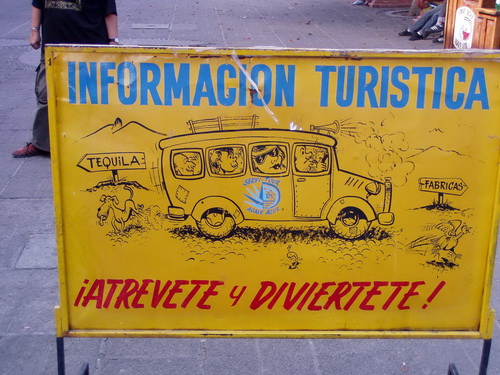 INFORMACION TURISTICA
TEQUILA
FABRICAS
¡ATREVETE Y DIVIERTETE!